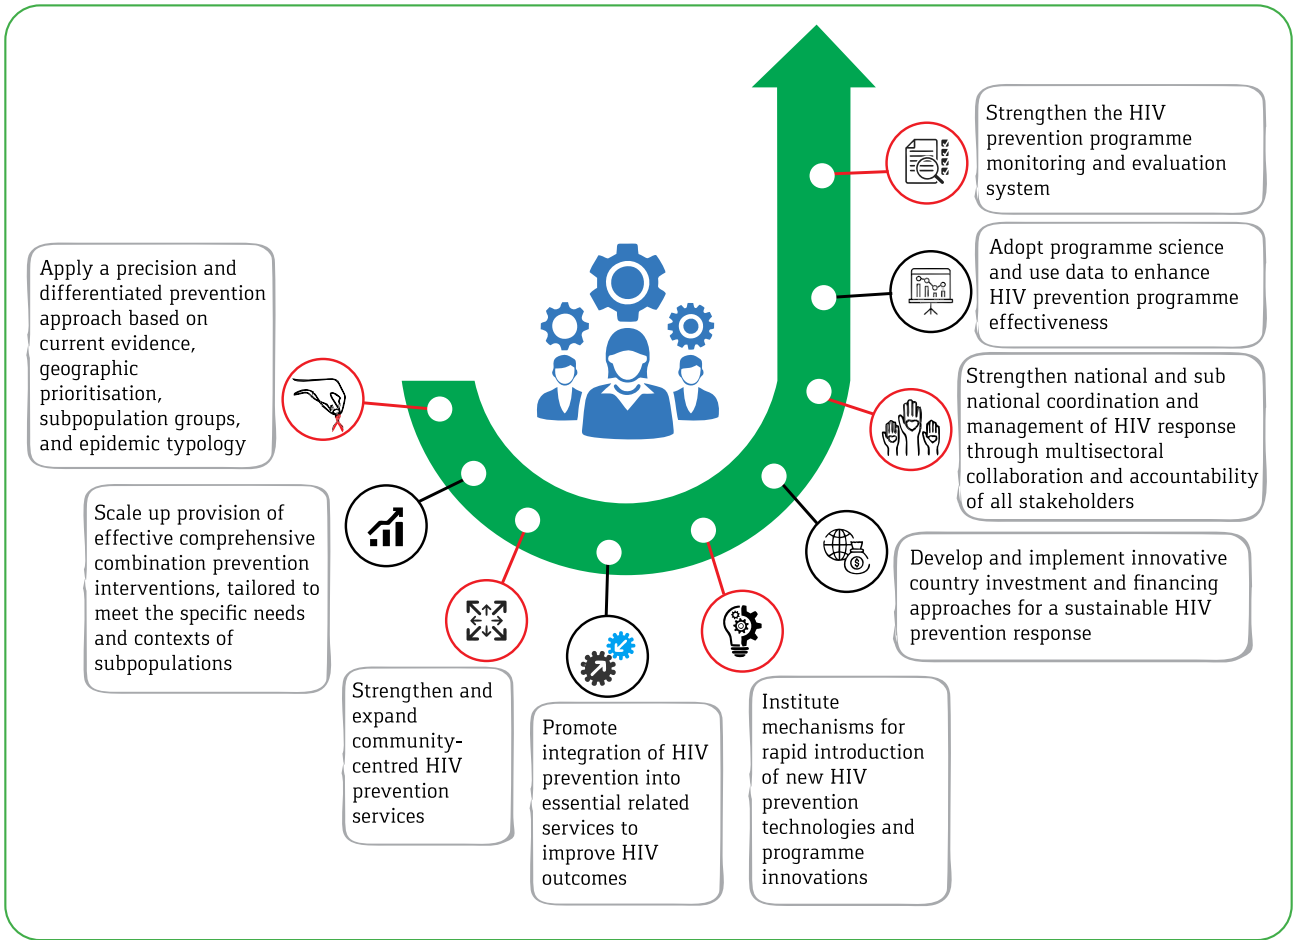 Apply a precision and
differentiated prevention
approach based on
current evidence,
geographic
prioritisation,
subpopulation groups,
and epidemic typology
Scale up provision of
effective comprehensive
combination prevention
interventions, tailored to
meet the specific needs
and contexts of
subpopulations
Strengthen and
expand
community-
centred HIV
prevention
services
Promote
integration of HIV
prevention into
essential related
services to
improve HIV
outcomes
Institute
mechanisms for
rapid introduction
of new HIV
prevention
technologies and
programme
innovations
Develop and implement innovative
country investment and financing
approaches for a sustainable HIV
prevention response
Strengthen national and sub
national coordination and
management of HIV response
through multisectoral
collaboration and accountability
of all stakeholders
Adopt programme science
and use data to enhance
HIV prevention programme
effectiveness
Strengthen the HIV
prevention programme
monitoring and evaluation
system
$